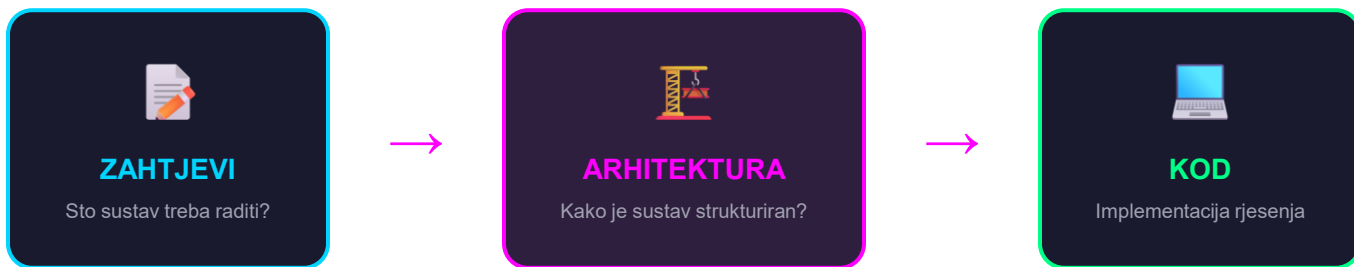 ZAHTJEVI
Sto sustav treba raditi?
→
ARHITEKTURA
Kako je sustav strukturiran?
→
KOD
Implementacija rjesenja